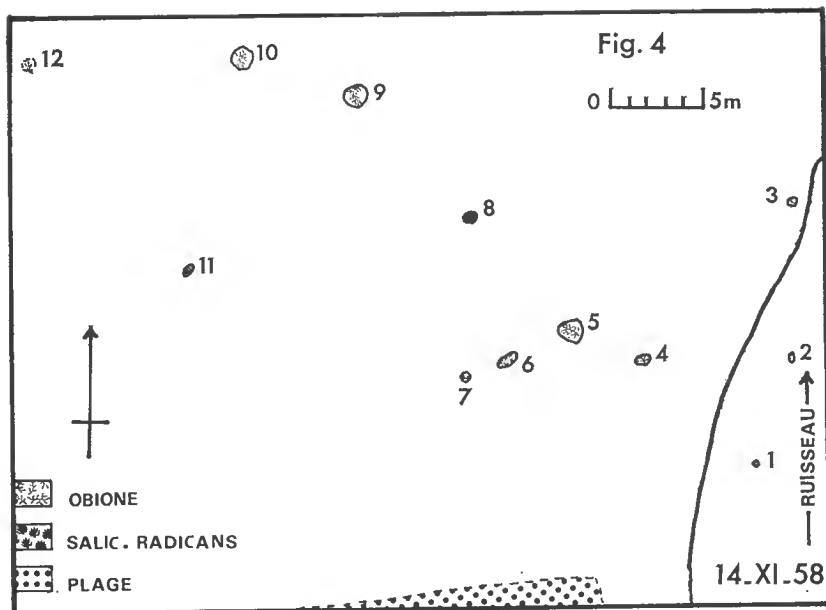 Fig. 4
0 5m
12
10
9
3
8
11
5
6
4
2
7
1
RUISSEAU
OBIONE
SALIC. RADICANS
PLAGE
14_XI_58